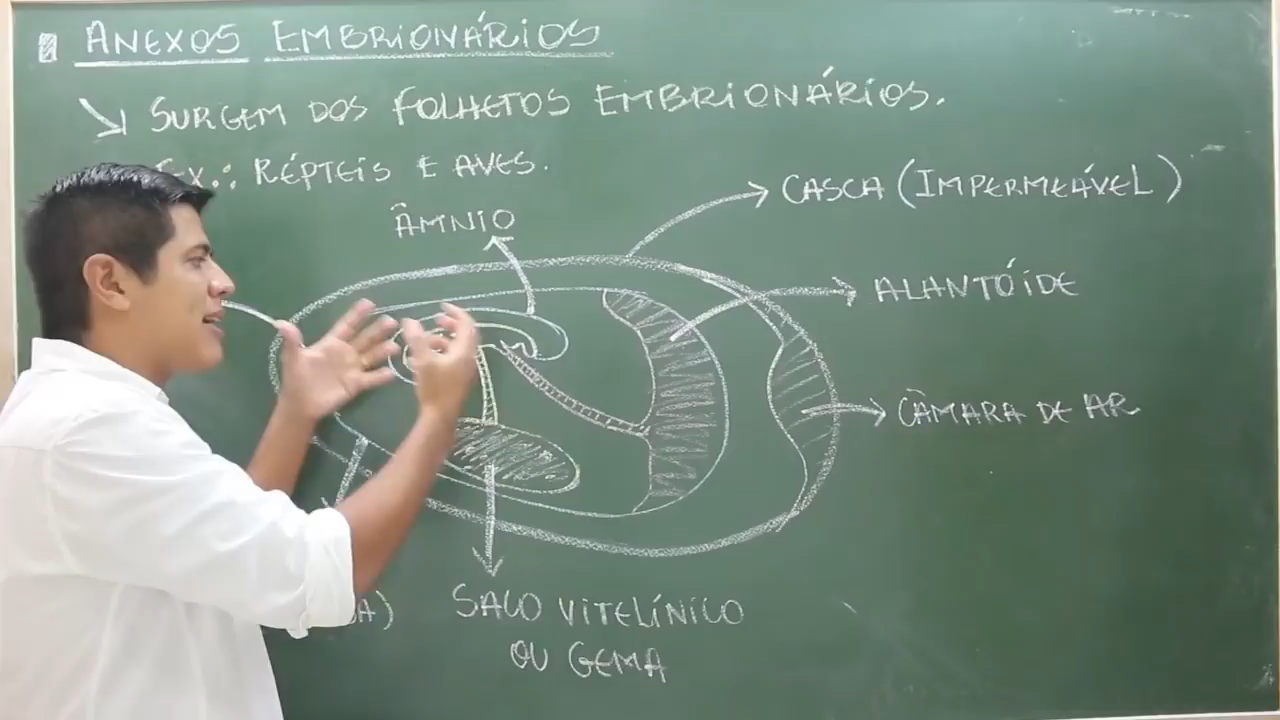 ANEXOS EMBRIONÁRIOS
SURGEM DOS FOLHETOS EMBRIONÁRIOS.
Ex.: RÉPTEIS E AVES.
CASCA (IMPERMEÁVEL)
ÂMNIO
ALANTÓIDE
CÂMARA DE AR
SACO VITELÍNICO
OU GEMA